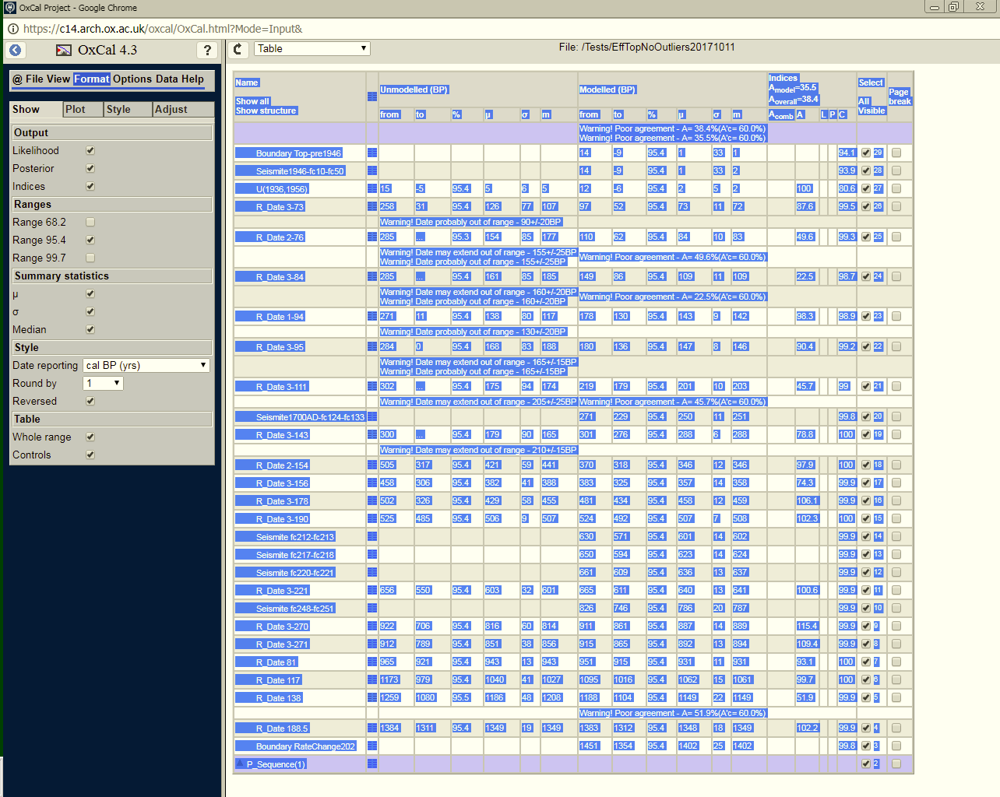 OxCal Project - Google Chrome
https://c14.arch.ox.ac.uk/oxcal/OxCal.html?Mode=Input&
OxCal 4.3 ?
@ File View Format Options Data Help
Show Plot Style Adjust
Output
Likelihood
Posterior
Indices
Ranges
Range 68.2
Range 95.4
Range 99.7
Summary statistics
µ
σ
Median
Style
Date reporting cal BP (yrs)
Round by 1
Reversed
Table
Whole range
Controls
Table File: /Tests/EffTopNoOutliers20171011
Name Unmodelled (BP) Modelled (BP) Indices Select Page
Amodel=35.5 break
Show all Aoverall=38.4 All
Show structure from to % µ σ m from to % µ σ m Acomb A L P C Visible
Warning! Poor agreement - A= 38.4%(A'c= 60.0%)
Warning! Poor agreement - A= 35.5%(A'c= 60.0%)
Boundary Top-pre1946 14 -9 95.4 1 33 1 94.1 29
Seismite1946-fc10-fc50 14 -9 95.4 1 33 2 93.9 28
U(1936,1956) 15 -5 95.4 5 6 5 12 -6 95.4 2 5 2 100 80.6 27
R_Date 3-73 258 31 95.4 126 77 107 97 52 95.4 73 11 72 87.6 99.5 26
Warning! Date probably out of range - 90+/-20BP
R_Date 2-76 285 ... 95.3 154 85 177 110 62 95.4 84 10 83 49.6 99.3 25
Warning! Date may extend out of range - 155+/-25BP
Warning! Date probably out of range - 155+/-25BP
Warning! Poor agreement - A= 49.6%(A'c= 60.0%)
R_Date 3-84 285 ... 95.4 161 85 185 149 86 95.4 109 11 109 22.5 98.7 24
Warning! Date may extend out of range - 160+/-20BP
Warning! Date probably out of range - 160+/-20BP
Warning! Poor agreement - A= 22.5%(A'c= 60.0%)
R_Date 1-94 271 11 95.4 138 80 117 178 130 95.4 143 9 142 98.3 98.9 23
Warning! Date probably out of range - 130+/-20BP
R_Date 3-95 284 0 95.4 168 83 188 180 136 95.4 147 8 146 90.4 99.2 22
Warning! Date may extend out of range - 165+/-15BP
Warning! Date probably out of range - 165+/-15BP
R_Date 3-111 302 ... 95.4 175 94 174 219 179 95.4 201 10 203 45.7 99 21
Warning! Date may extend out of range - 205+/-25BP Warning! Poor agreement - A= 45.7%(A'c= 60.0%)
Seismite1700AD-fc124-fc133 271 229 95.4 250 11 251 99.8 20
R_Date 3-143 300 ... 95.4 179 90 165 301 276 95.4 288 6 288 78.8 100 19
Warning! Date may extend out of range - 210+/-15BP
R_Date 2-154 505 317 95.4 421 59 441 370 318 95.4 346 12 346 97.9 100 18
R_Date 3-156 458 306 95.4 382 41 388 383 325 95.4 357 14 358 74.3 99.9 17
R_Date 3-178 502 326 95.4 429 58 455 481 434 95.4 458 12 459 106.1 99.9 16
R_Date 3-190 525 485 95.4 506 9 507 524 492 95.4 507 7 508 102.3 100 15
Seismite fc212-fc213 630 571 95.4 601 14 602 99.9 14
Seismite fc217-fc218 650 594 95.4 623 14 624 99.9 13
Seismite fc220-fc221 661 609 95.4 636 13 637 99.9 12
R_Date 3-221 656 550 95.4 603 32 601 665 611 95.4 640 13 641 100.6 99.9 11
Seismite fc248-fc251 826 746 95.4 786 20 787 99.9 10
R_Date 3-270 922 706 95.4 816 60 814 911 861 95.4 887 14 889 115.4 99.9 9
R_Date 3-271 912 789 95.4 851 38 856 915 865 95.4 892 13 894 109.4 99.9 8
R_Date 81 965 921 95.4 943 13 943 951 915 95.4 931 11 931 93.1 100 7
R_Date 117 1173 979 95.4 1040 41 1027 1095 1016 95.4 1062 15 1061 99.7 100 6
R_Date 138 1259 1080 95.5 1186 48 1208 1188 1104 95.4 1149 22 1149 51.9 99.9 5
Warning! Poor agreement - A= 51.9%(A'c= 60.0%)
R_Date 188.5 1384 1311 95.4 1349 19 1349 1383 1312 95.4 1348 18 1349 102.2 99.9 4
Boundary RateChange202 1451 1354 95.4 1402 25 1402 99.8 3
P_Sequence(1) 2